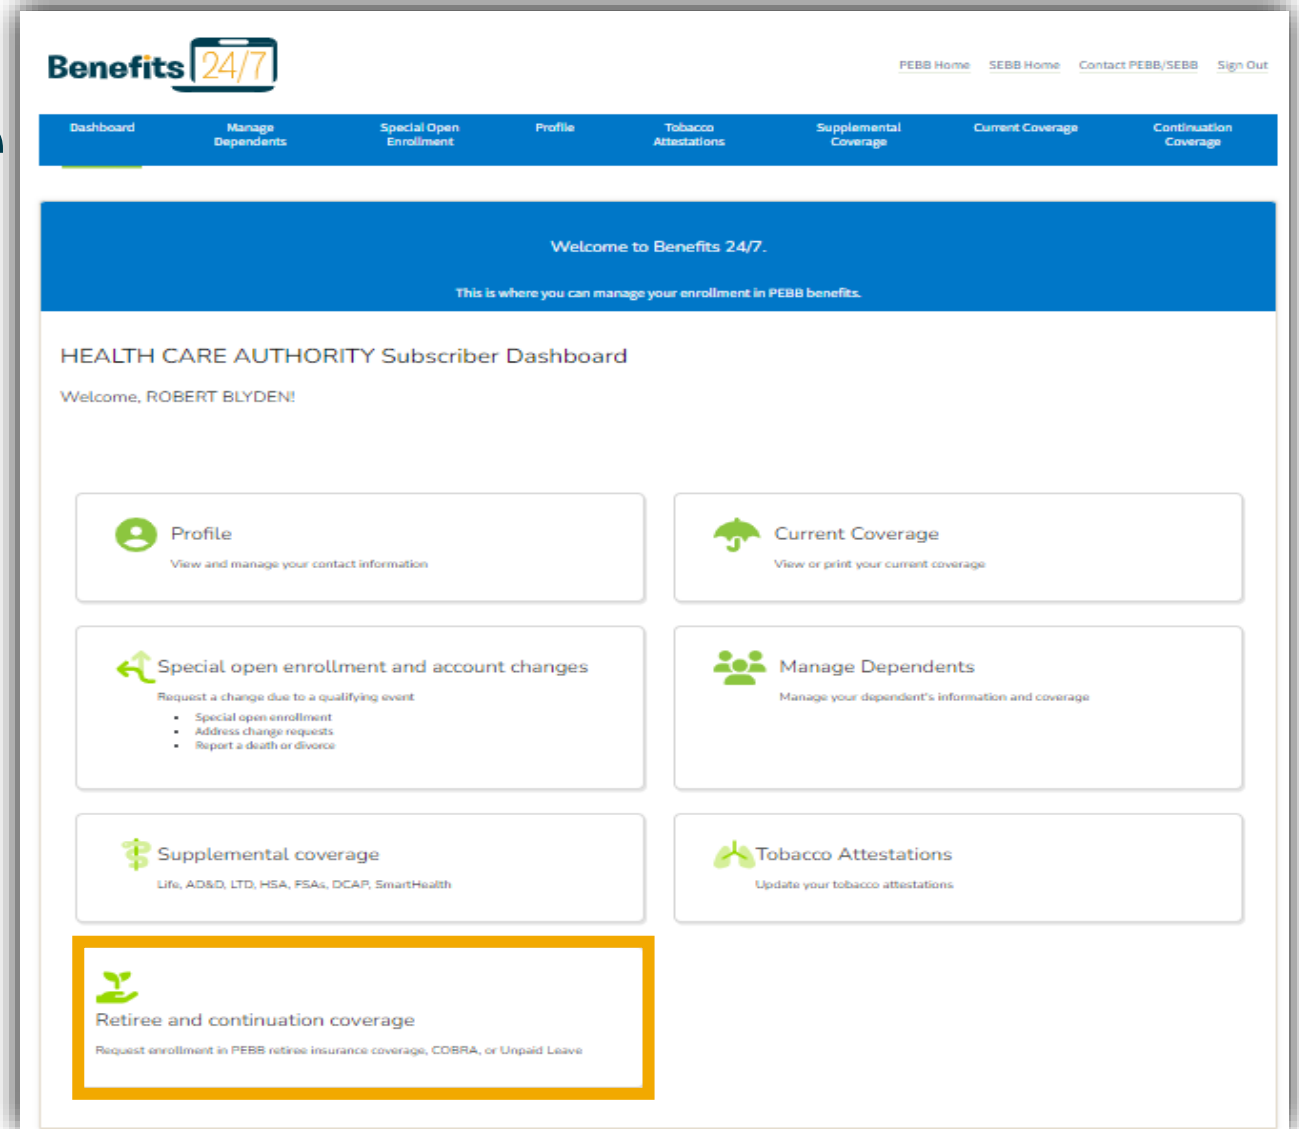 Benefits 24/7
PEBB Home SEBB Home Contact PEBB/SEBB Sign Out
Dashboard Manage Dependents Special Open Enrollment Profile Tobacco Attestations Supplemental Coverage Current Coverage Continuation Coverage
Welcome to Benefits 24/7.
This is where you can manage your enrollment in PEBB benefits.
HEALTH CARE AUTHORITY Subscriber Dashboard
Welcome, ROBERT BLYDEN!
Profile
View and manage your contact information
Current Coverage
View or print your current coverage
Special open enrollment and account changes
Request a change due to a qualifying event
• Special open enrollment
• Address change requests
• Report a death or divorce
Manage Dependents
Manage your dependent's information and coverage
Supplemental coverage
Life, AD&D, LTD, HSA, FSAs, DCAP, SmartHealth
Tobacco Attestations
Update your tobacco attestations
Retiree and continuation coverage
Request enrollment in PEBB retiree insurance coverage, COBRA, or Unpaid Leave